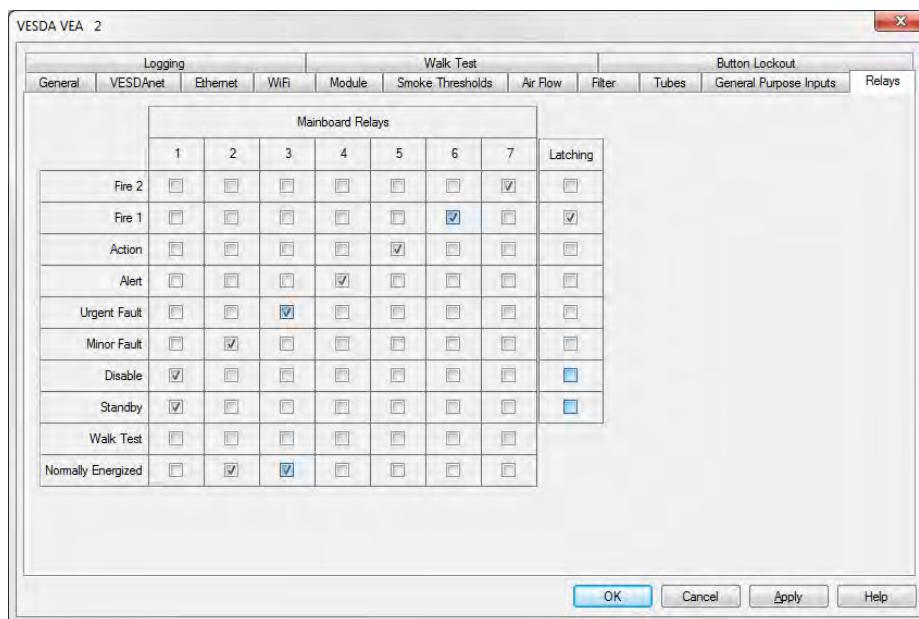 VESDA VEA 2
Logging Walk Test Button Lockout
General VESDAnet Ethernet WiFi Module Smoke Thresholds Air Flow Filter Tubes General Purpose Inputs Relays
Mainboard Relays
1 2 3 4 5 6 7 Latching
Fire 2
Fire 1
Action
Alert
Urgent Fault
Minor Fault
Disable
Standby
Walk Test
Normally Energized
OK Cancel Apply Help